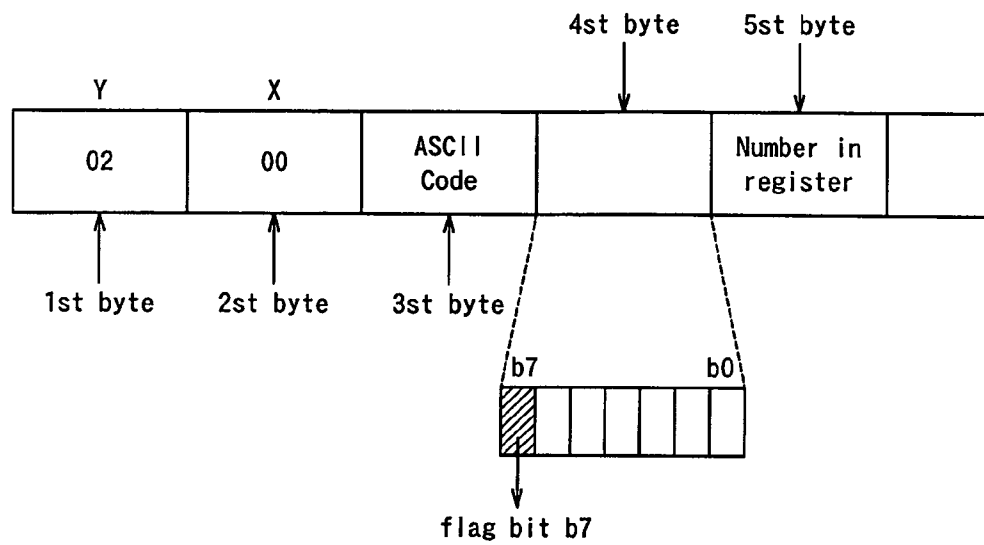 4st byte
5st byte
Y
X
02
00
ASCII
Code
Number in
register
1st byte
2st byte
3st byte
b7
b0
flag bit b7